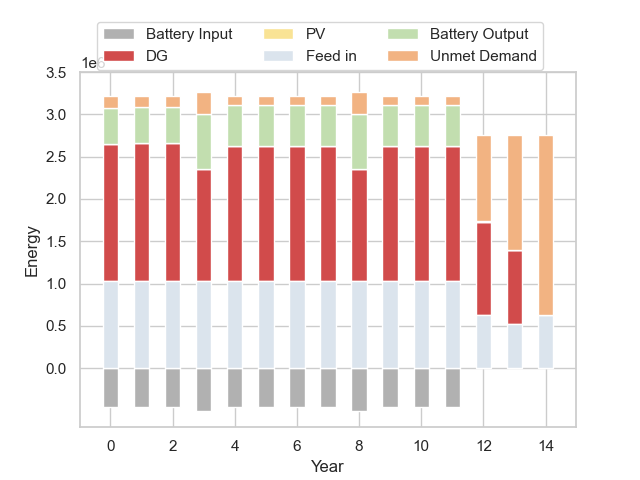 Battery Input PV Battery Output
DG Feed in Unmet Demand
1e6
3.5
3.0
2.5
2.0
1.5
1.0
0.5
0.0
Energy
0 2 4 6 8 10 12 14
Year